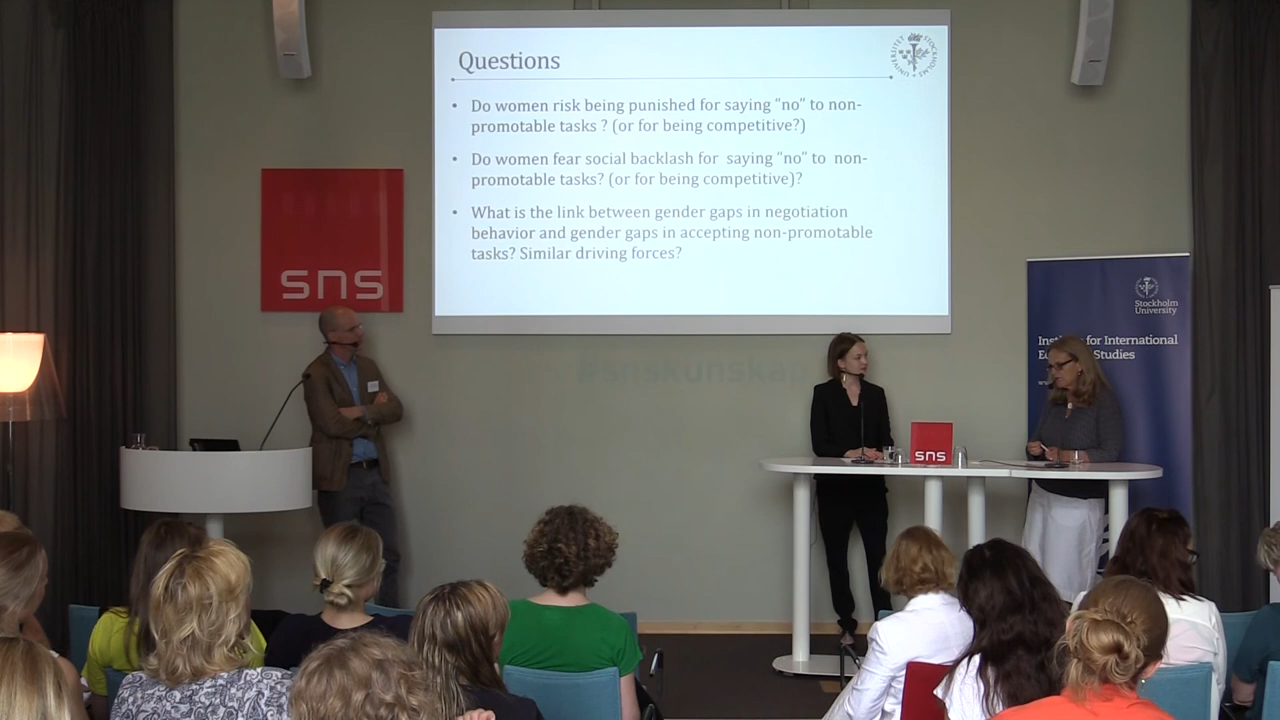 Questions
UNIVERSITET STOCKHOLMS
• Do women risk being punished for saying “no” to non-
promotable tasks ? (or for being competitive?)
• Do women fear social backlash for saying “no” to non-
promotable tasks? (or for being competitive)?
• What is the link between gender gaps in negotiation
behavior and gender gaps in accepting non-promotable
tasks? Similar driving forces?
sns
#snskunskap
sns
Stockholm
University
for International
Studies